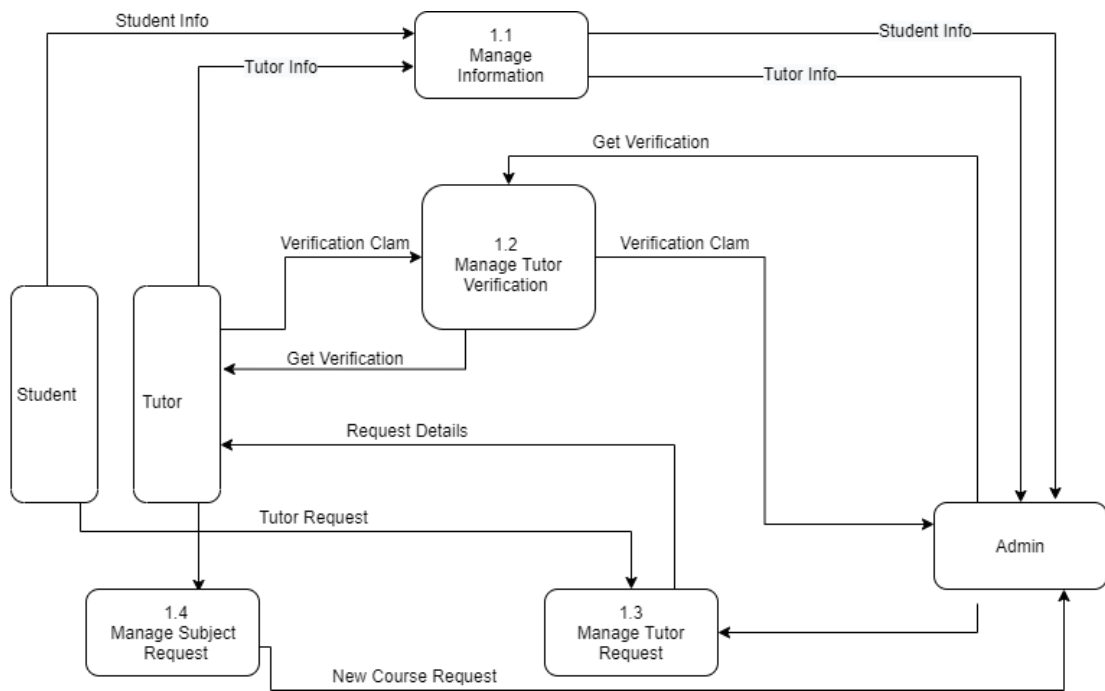 Student Info
1.1
Manage
Information
Student Info
Tutor Info
Tutor Info
Get Verification
Verification Clam
1.2
Manage Tutor
Verification
Verification Clam
Get Verification
Student
Tutor
Request Details
Tutor Request
Admin
1.4
Manage Subject
Request
1.3
Manage Tutor
Request
New Course Request